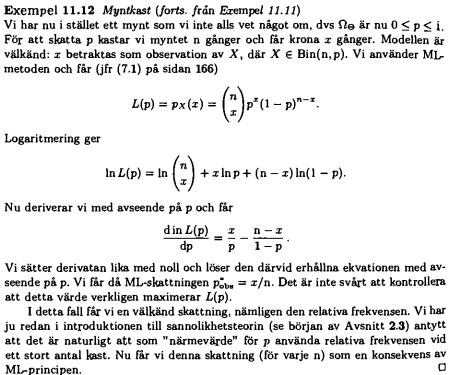 Exempel 11.12 Myntkast (forts. från Exempel 11.11)
Vi har nu i stället ett mynt som vi inte alls vet något om, dvs Ω_Θ är nu 0 ≤ p ≤ 1.
För att skatta p kastar vi myntet n gånger och får krona x gånger. Modellen är
välkänd: x betraktas som observation av X, där X ∈ Bin(n, p). Vi använder ML-
metoden och får (jfr (7.1) på sidan 166)
L(p) = p_X(x) = \binom{n}{x} p^x (1 − p)^{n−x}.
Logaritmering ger
ln L(p) = ln \binom{n}{x} + x ln p + (n − x) ln(1 − p).
Nu deriverar vi med avseende på p och får
\frac{d ln L(p)}{dp} = \frac{x}{p} − \frac{n − x}{1 − p}.
Vi sätter derivatan lika med noll och löser den därvid erhållna ekvationen med av-
seende på p. Vi får då ML-skattningen p*_obs = x/n. Det är inte svårt att kontrollera
att detta värde verkligen maximerar L(p).
I detta fall får vi en välkänd skattning, nämligen den relativa frekvensen. Vi har
ju redan i introduktionen till sannolikhetsteorin (se början av Avsnitt 2.3) antytt
att det är naturligt att som "närmevärde" för p använda relativa frekvensen vid
ett stort antal kast. Nu får vi denna skattning (för varje n) som en konsekvens av
ML-principen. □